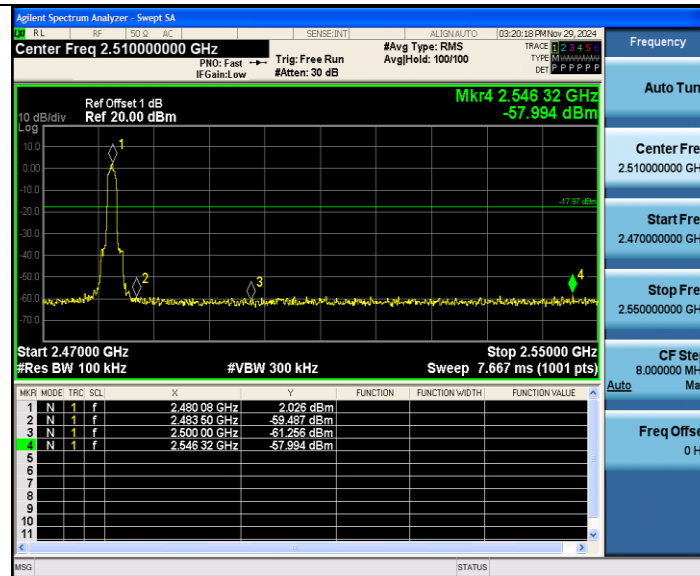 Agilent Spectrum Analyzer - Swept SA
RL RF 50 Ω AC SENSE:INT ALIGNAUTO 03:20:18 PM Nov 29, 2024
Center Freq 2.510000000 GHz #Avg Type: RMS TRACE 1 2 3 4 5 6
PNO: Fast Trig: Free Run Avg|Hold: 100/100 TYPE M
IFGain:Low #Atten: 30 dB DET P P P P P P
Mkr4 2.546 32 GHz
-57.994 dBm
Ref Offset 1 dB
10 dB/div Ref 20.00 dBm
Log
10.0
0.00
-10.0
-17.97 dBm
-20.0
-30.0
-40.0
-50.0
-60.0
-70.0
1
2
3
4
Start 2.47000 GHz Stop 2.55000 GHz
#Res BW 100 kHz #VBW 300 kHz Sweep 7.667 ms (1001 pts)
MKR MODE TRC SCL X Y FUNCTION FUNCTION WIDTH FUNCTION VALUE
1 N 1 f 2.480 08 GHz 2.026 dBm
2 N 1 f 2.483 50 GHz -59.487 dBm
3 N 1 f 2.500 00 GHz -61.256 dBm
4 N 1 f 2.546 32 GHz -57.994 dBm
5
6
7
8
9
10
11
MSG STATUS
Frequency
Auto Tun
Center Fre
2.510000000 GH
Start Fre
2.470000000 GH
Stop Fre
2.550000000 GH
CF Ste
8.000000 MH
Auto Ma
Freq Offse
0 H